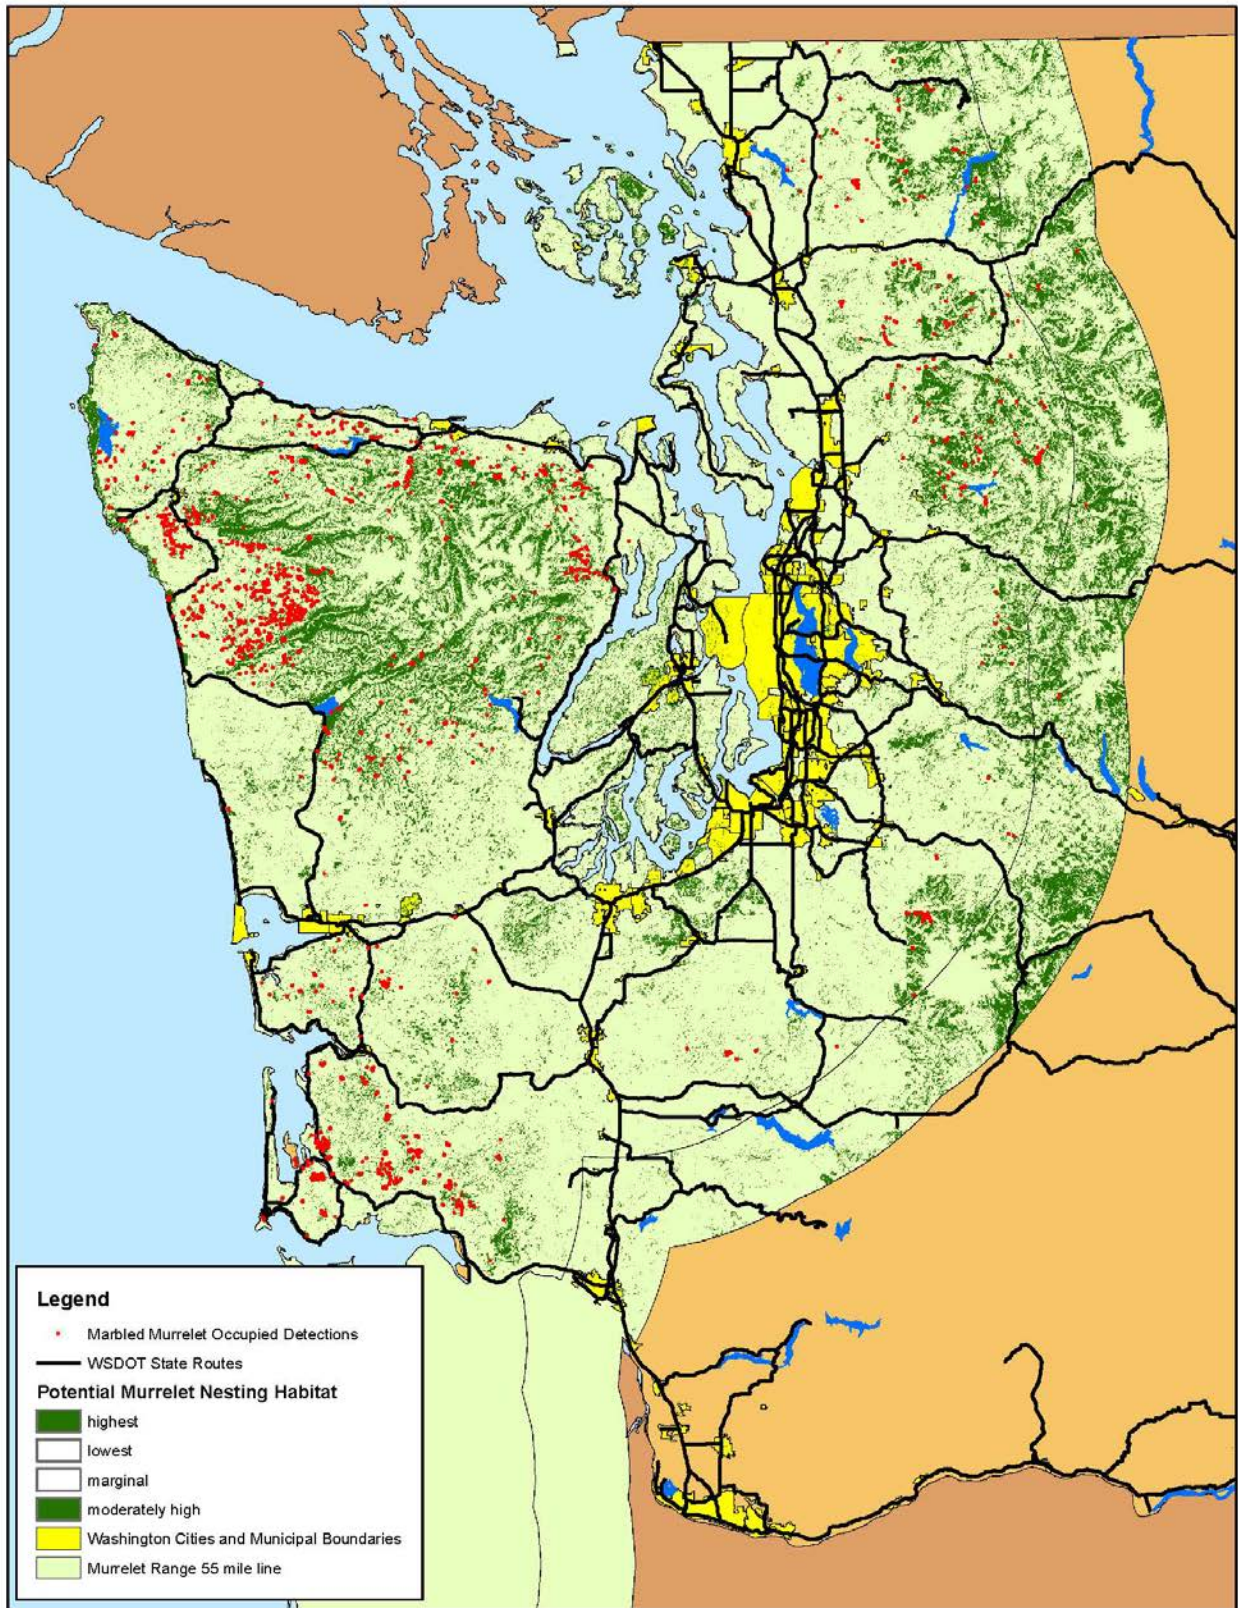 Legend
Marbled Murrelet Occupied Detections
WSDOT State Routes
Potential Murrelet Nesting Habitat
highest
lowest
marginal
moderately high
Washington Cities and Municipal Boundaries
Murrelet Range 55 mile line